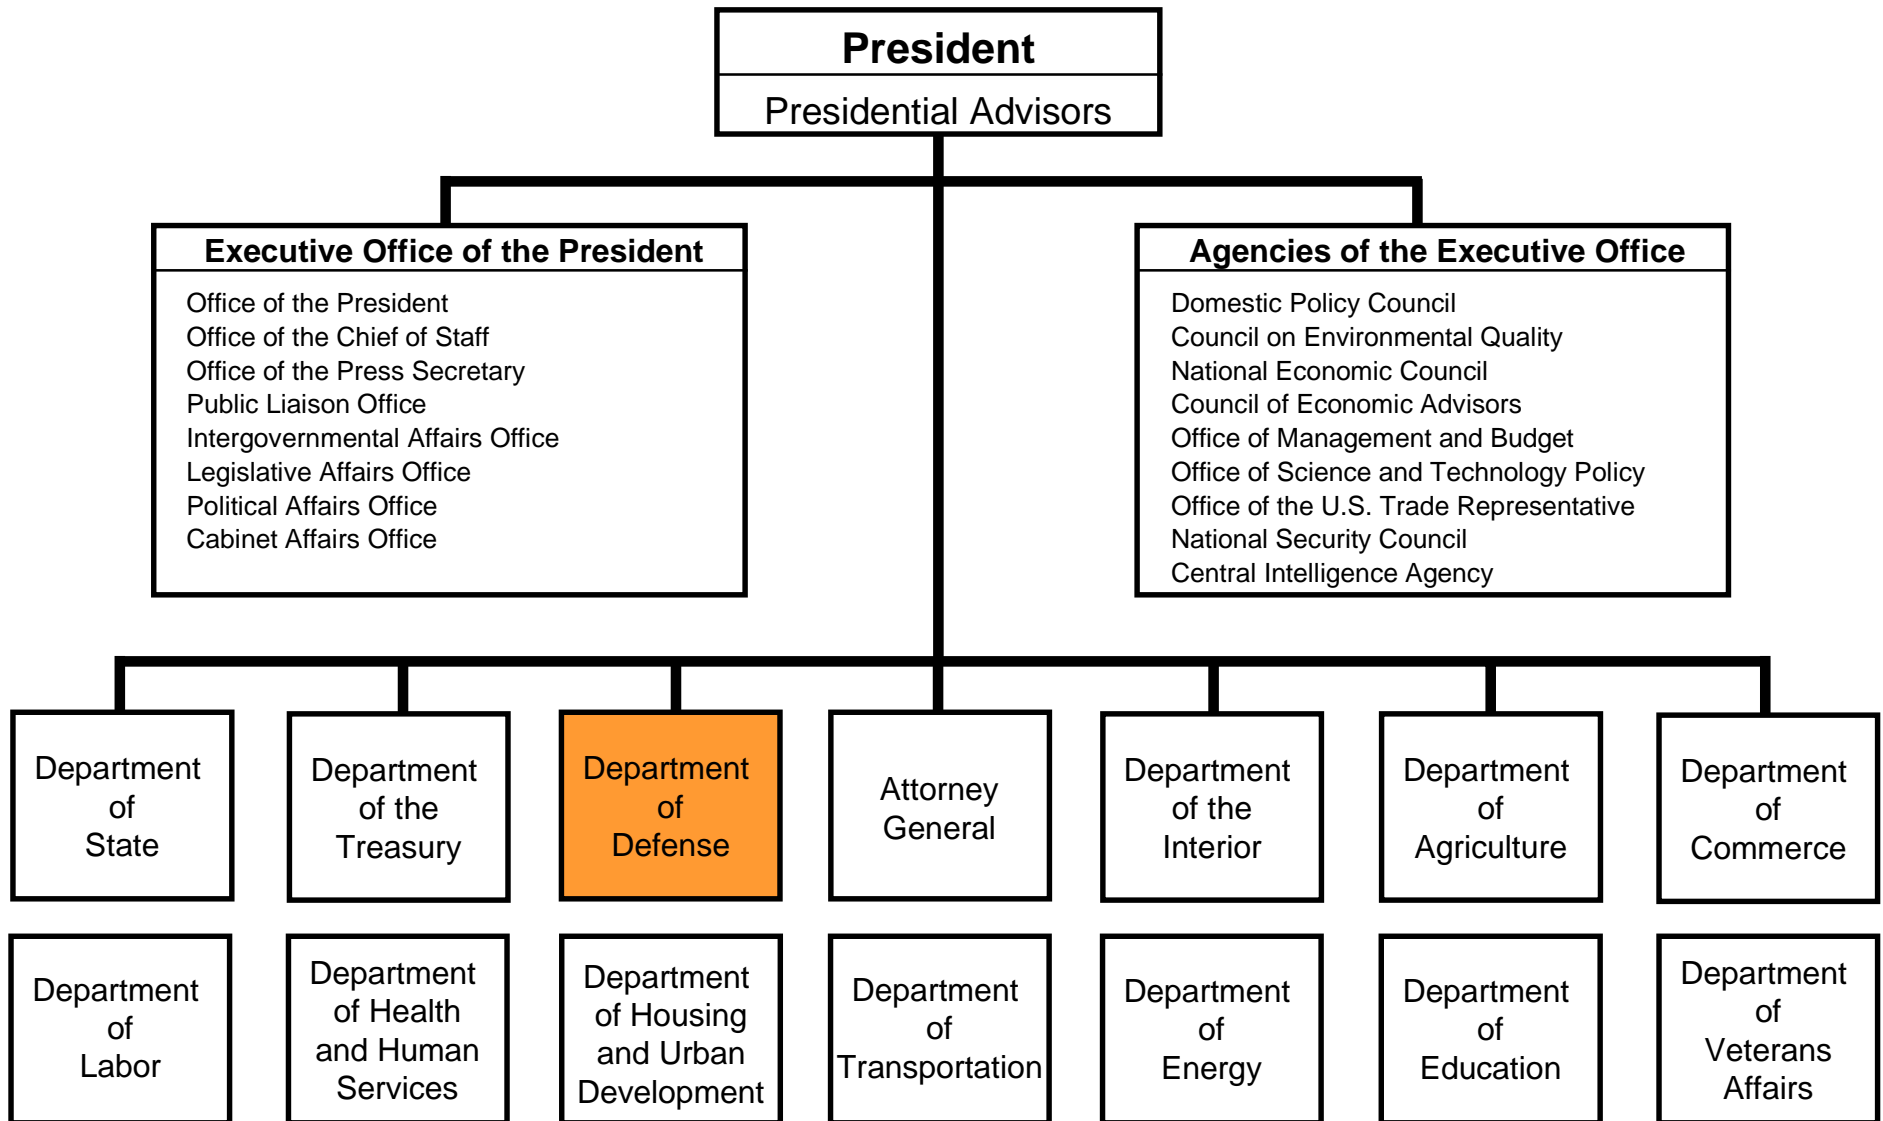 President
Presidential Advisors
Executive Office of the President
Office of the President
Office of the Chief of Staff
Office of the Press Secretary
Public Liaison Office
Intergovernmental Affairs Office
Legislative Affairs Office
Political Affairs Office
Cabinet Affairs Office
Agencies of the Executive Office
Domestic Policy Council
Council on Environmental Quality
National Economic Council
Council of Economic Advisors
Office of Management and Budget
Office of Science and Technology Policy
Office of the U.S. Trade Representative
National Security Council
Central Intelligence Agency
Department
of
State
Department
of the
Treasury
Department
of
Defense
Attorney
General
Department
of the
Interior
Department
of
Agriculture
Department
of
Commerce
Department
of
Labor
Department
of Health
and Human
Services
Department
of Housing
and Urban
Development
Department
of
Transportation
Department
of
Energy
Department
of
Education
Department
of
Veterans
Affairs